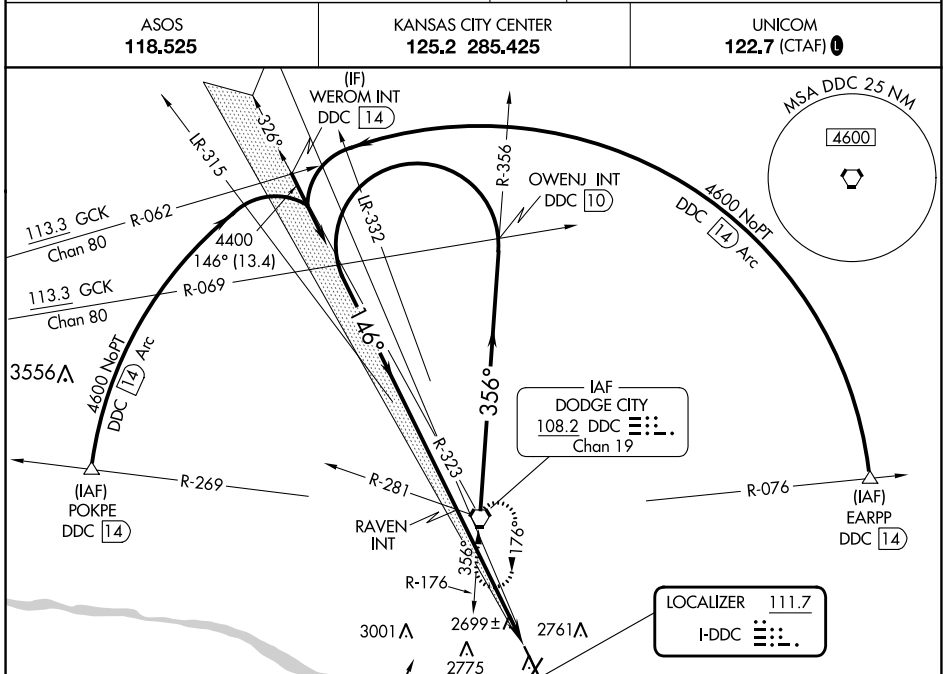 ASOS
118.525
KANSAS CITY CENTER
125.2 285.425
UNICOM
122.7 (CTAF) L
MSA DDC 25 NM
4600
(IF)
WEROM INT
DDC 14
326°
LR-315
R-356
OWENJ INT
DDC 10
LR-332
4600 NoPT
DDC 14 Arc
113.3 GCK
Chan 80
R-062
4400
146° (13.4)
113.3 GCK
Chan 80
R-069
146°
3556
4600 NoPT
DDC 14 Arc
356°
IAF
DODGE CITY
108.2 DDC
Chan 19
R-323
R-269
(IAF)
POKPE
DDC 14
R-281
RAVEN
INT
R-076
(IAF)
EARPP
DDC 14
356°
176°
R-176
LOCALIZER 111.7
I-DDC
3001
2699±
2761
2775